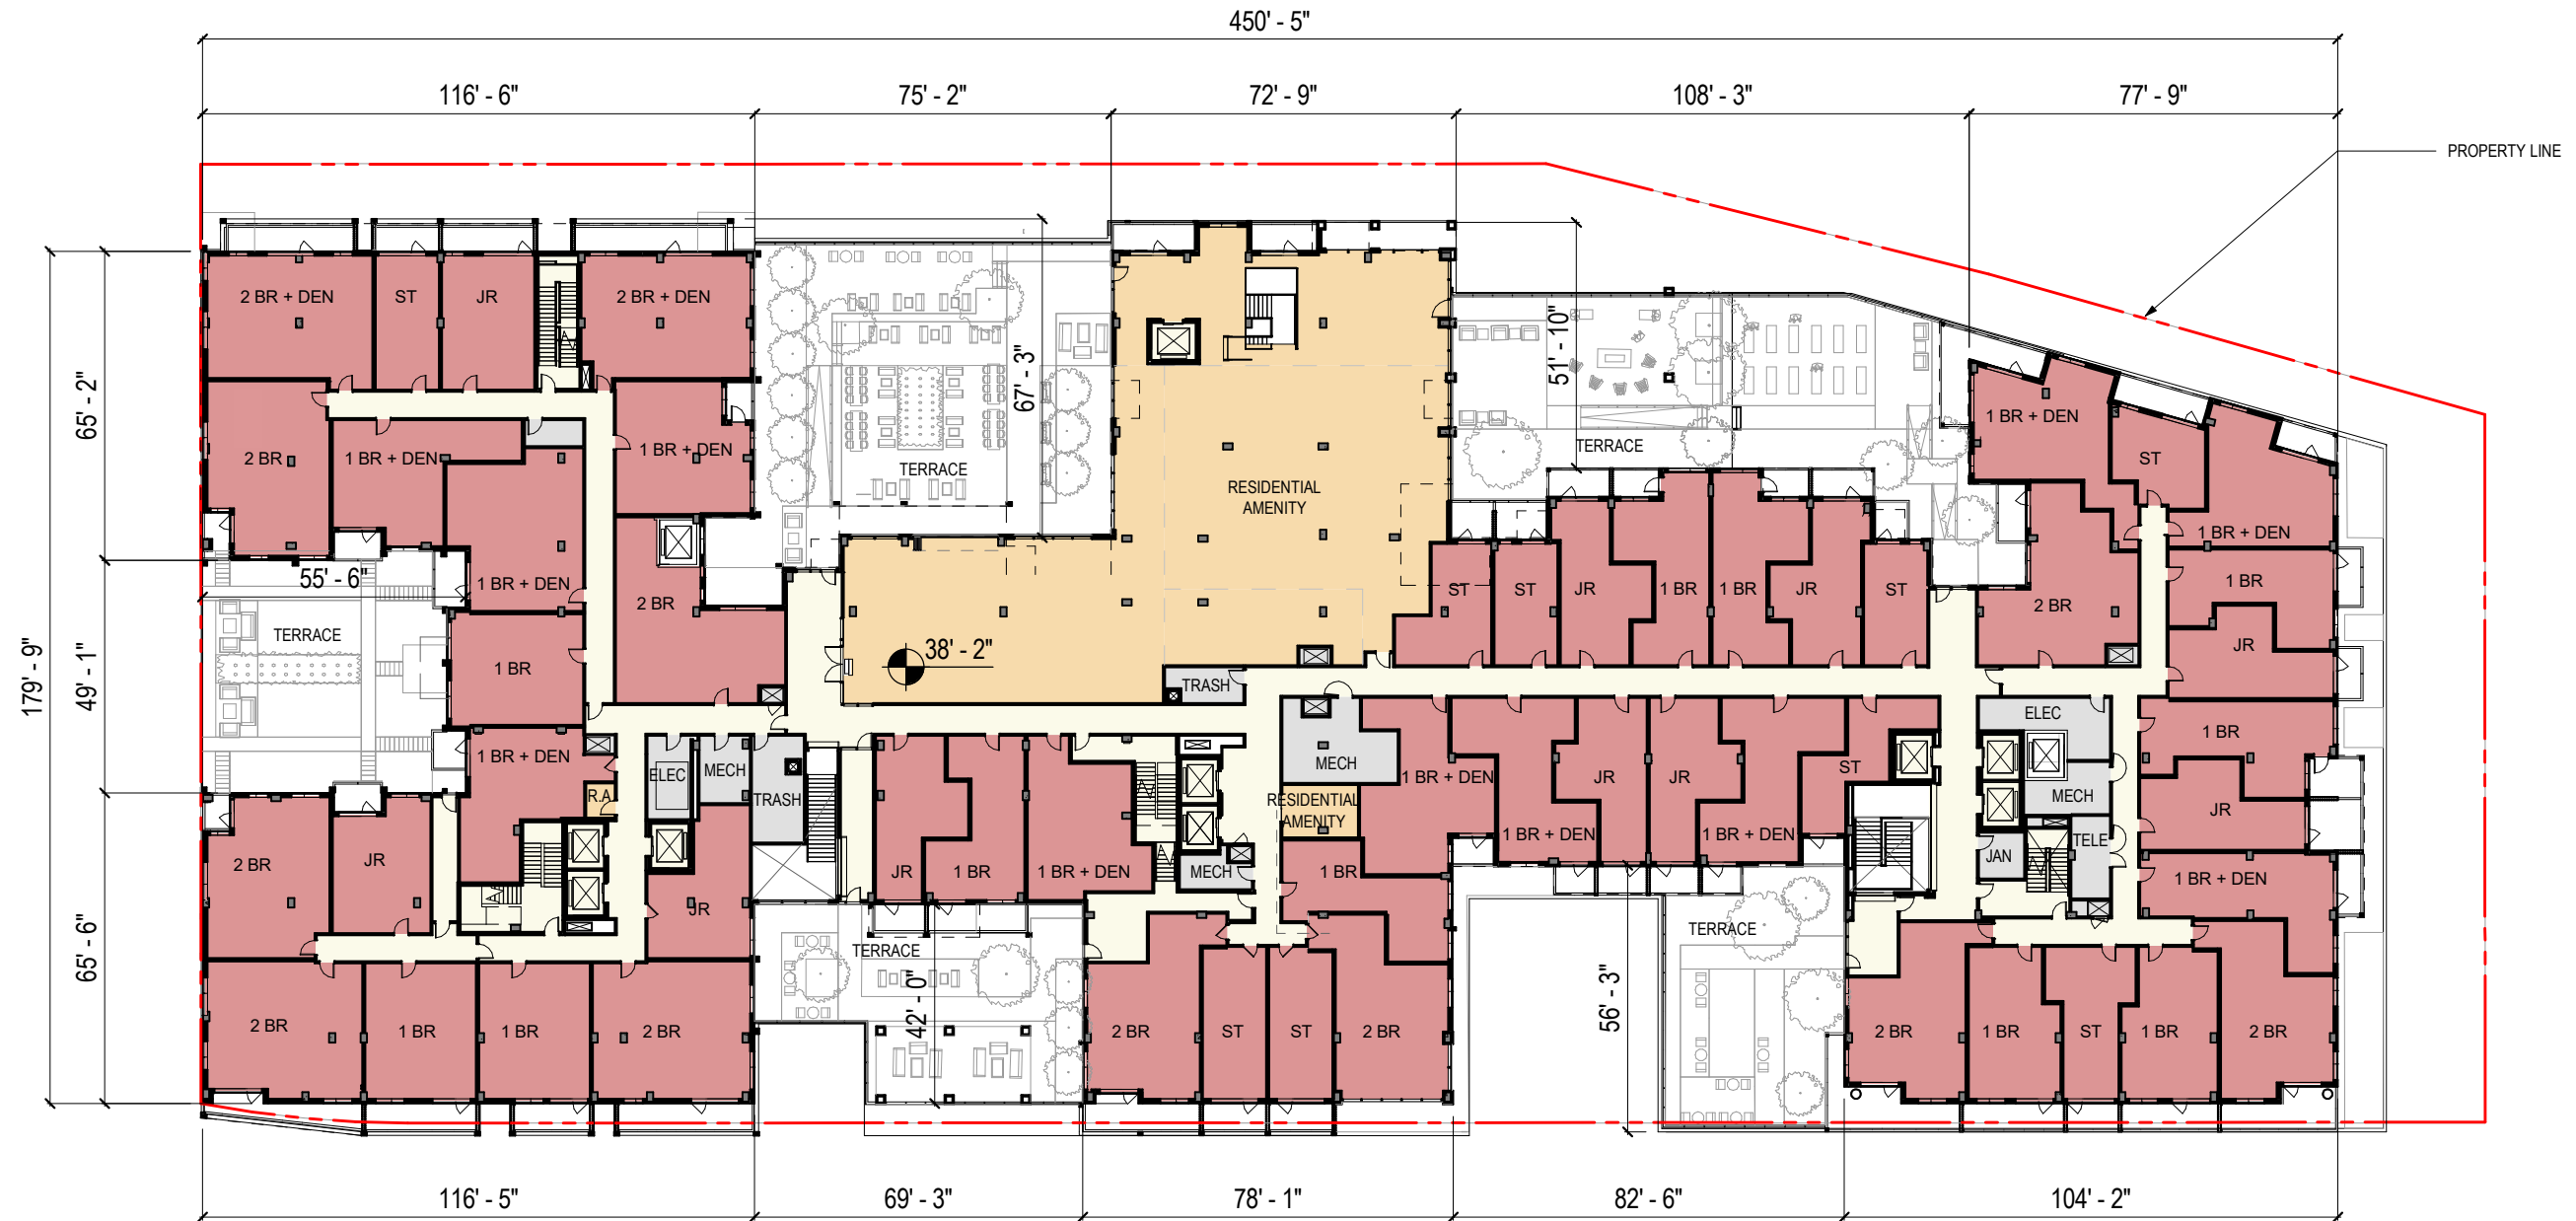 450' - 5"
116' - 6"
75' - 2"
72' - 9"
108' - 3"
77' - 9"
PROPERTY LINE
2 BR + DEN
ST
JR
2 BR + DEN
67' - 3"
51' - 10"
65' - 2"
1 BR + DEN
2 BR
1 BR + DEN
1 BR + DEN
TERRACE
TERRACE
ST
RESIDENTIAL
AMENITY
1 BR + DEN
55' - 6"
1 BR + DEN
2 BR
ST
ST
JR
1 BR
1 BR
JR
ST
2 BR
1 BR
179' - 9"
49' - 1"
TERRACE
1 BR
38' - 2"
JR
TRASH
ELEC
1 BR
1 BR + DEN
ELEC
MECH
TRASH
R.A.
MECH
1 BR + DEN
JR
JR
ST
MECH
RESIDENTIAL
AMENITY
1 BR + DEN
1 BR + DEN
JR
TELE
JAN
2 BR
JR
JR
1 BR
1 BR + DEN
MECH
1 BR
1 BR + DEN
JR
TERRACE
TERRACE
65' - 6"
42' - 0"
56' - 3"
2 BR
1 BR
1 BR
2 BR
2 BR
ST
ST
2 BR
2 BR
1 BR
ST
1 BR
2 BR
116' - 5"
69' - 3"
78' - 1"
82' - 6"
104' - 2"